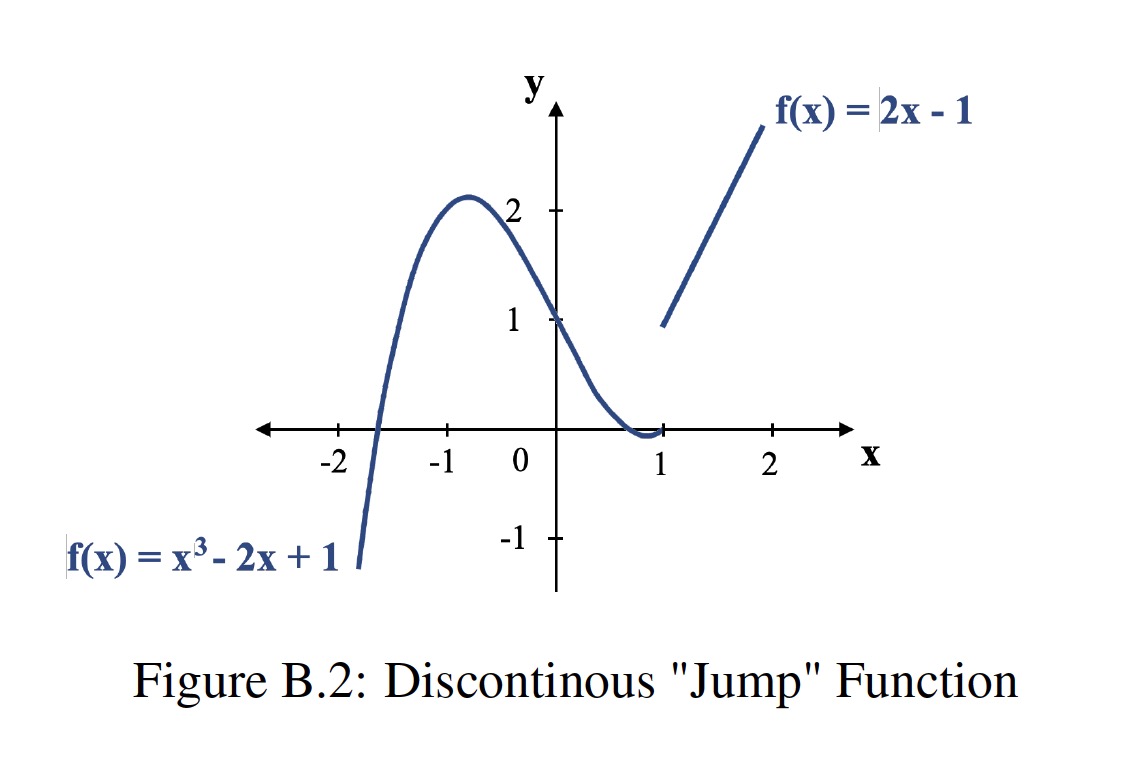 y
f(x) = 2x - 1
2
1
-2 -1 0 1 2 x
-1
f(x) = x³ - 2x + 1
Figure B.2: Discontinous "Jump" Function